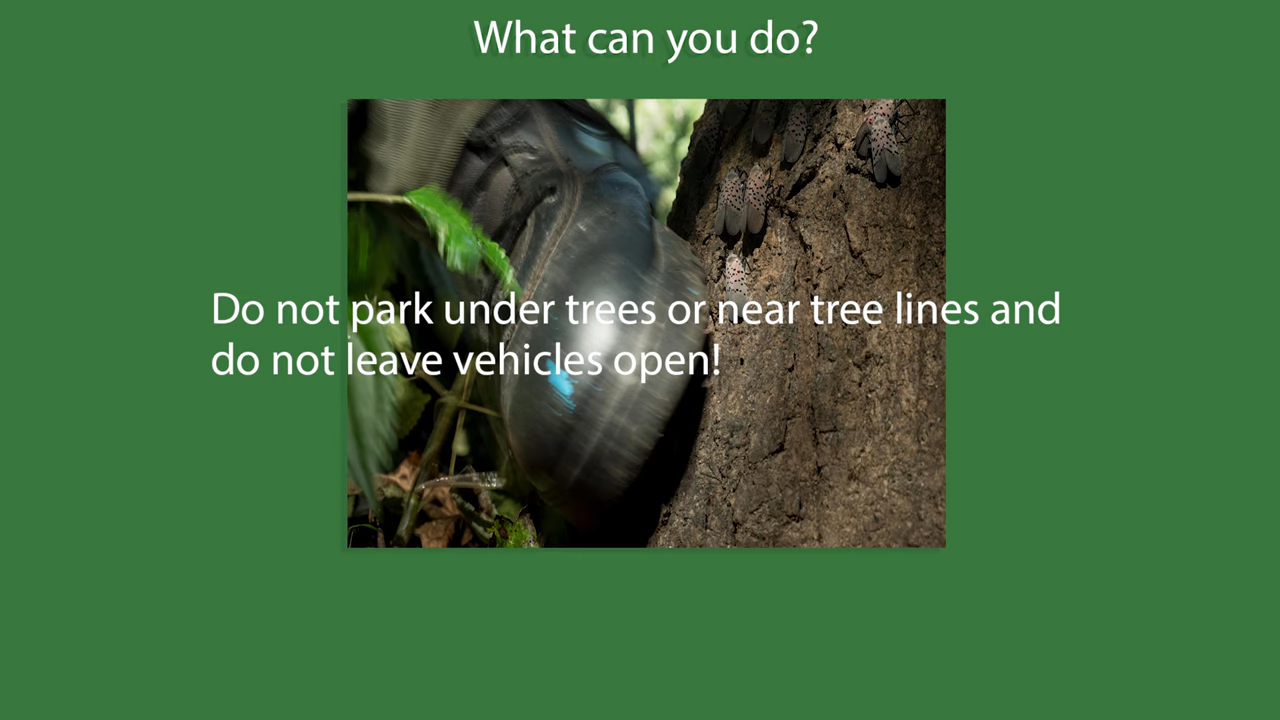 What can you do?
Do not park under trees or near tree lines and
do not leave vehicles open!